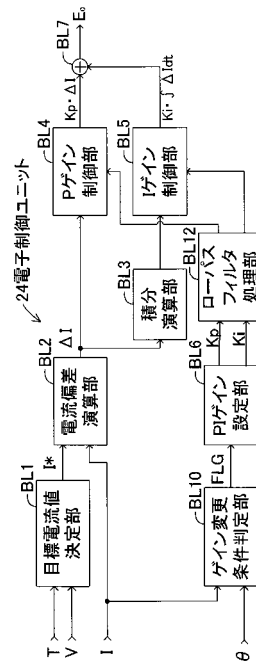 24電子制御ユニット
T
V
I
θ
BL1
目標電流値
決定部
I*
BL2
電流偏差
演算部
ΔI
BL3
積分
演算部
BL4
Pゲイン
制御部
Kp・ΔI
BL5
Iゲイン
制御部
Ki・∫ΔIdt
BL7
E₀
BL10
ゲイン変更
条件判定部
FLG
BL6
PIゲイン
設定部
Kp
Ki
BL12
ローパス
フィルタ
処理部